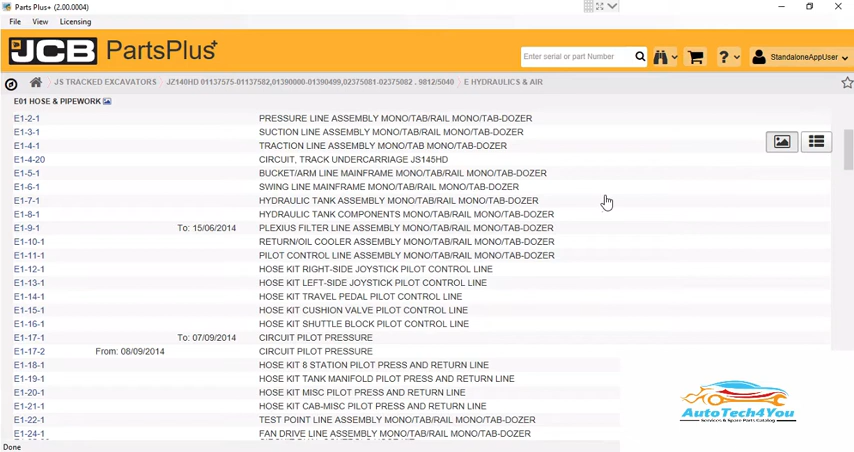 Parts Plus+ (2.00.0004)
File View Licensing
JCB PartsPlus+
Enter serial or part Number
? StandaloneAppUser
JS TRACKED EXCAVATORS JZ140HD 01137575-01137582,01390000-01390499,02375081-02375082 . 9812/5040 E HYDRAULICS & AIR
E01 HOSE & PIPEWORK
E1-2-1 PRESSURE LINE ASSEMBLY MONO/TAB/RAIL MONO/TAB-DOZER
E1-3-1 SUCTION LINE ASSEMBLY MONO/TAB/RAIL MONO/TAB-DOZER
E1-4-1 TRACTION LINE ASSEMBLY MONO/TAB MONO/TAB-DOZER
E1-4-20 CIRCUIT, TRACK UNDERCARRIAGE JS145HD
E1-5-1 BUCKET/ARM LINE MAINFRAME MONO/TAB/RAIL MONO/TAB-DOZER
E1-6-1 SWING LINE MAINFRAME MONO/TAB/RAIL MONO/TAB-DOZER
E1-7-1 HYDRAULIC TANK ASSEMBLY MONO/TAB/RAIL MONO/TAB-DOZER
E1-8-1 HYDRAULIC TANK COMPONENTS MONO/TAB/RAIL MONO/TAB-DOZER
E1-9-1 To: 15/06/2014 PLEXIUS FILTER LINE ASSEMBLY MONO/TAB/RAIL MONO/TAB-DOZER
E1-10-1 RETURN/OIL COOLER ASSEMBLY MONO/TAB/RAIL MONO/TAB-DOZER
E1-11-1 PILOT CONTROL LINE ASSEMBLY MONO/TAB/RAIL MONO/TAB-DOZER
E1-12-1 HOSE KIT RIGHT-SIDE JOYSTICK PILOT CONTROL LINE
E1-13-1 HOSE KIT LEFT-SIDE JOYSTICK PILOT CONTROL LINE
E1-14-1 HOSE KIT TRAVEL PEDAL PILOT CONTROL LINE
E1-15-1 HOSE KIT CUSHION VALVE PILOT CONTROL LINE
E1-16-1 HOSE KIT SHUTTLE BLOCK PILOT CONTROL LINE
E1-17-1 To: 07/09/2014 CIRCUIT PILOT PRESSURE
E1-17-2 From: 08/09/2014 CIRCUIT PILOT PRESSURE
E1-18-1 HOSE KIT 8 STATION PILOT PRESS AND RETURN LINE
E1-19-1 HOSE KIT TANK MANIFOLD PILOT PRESS AND RETURN LINE
E1-20-1 HOSE KIT MISC PILOT PRESS AND RETURN LINE
E1-21-1 HOSE KIT CAB-MISC PILOT PRESS AND RETURN LINE
E1-22-1 TEST POINT LINE ASSEMBLY MONO/TAB/RAIL MONO/TAB-DOZER
E1-24-1 FAN DRIVE LINE ASSEMBLY MONO/TAB/RAIL MONO/TAB-DOZER
AutoTech4You
Services & Spare Parts Catalog
Done